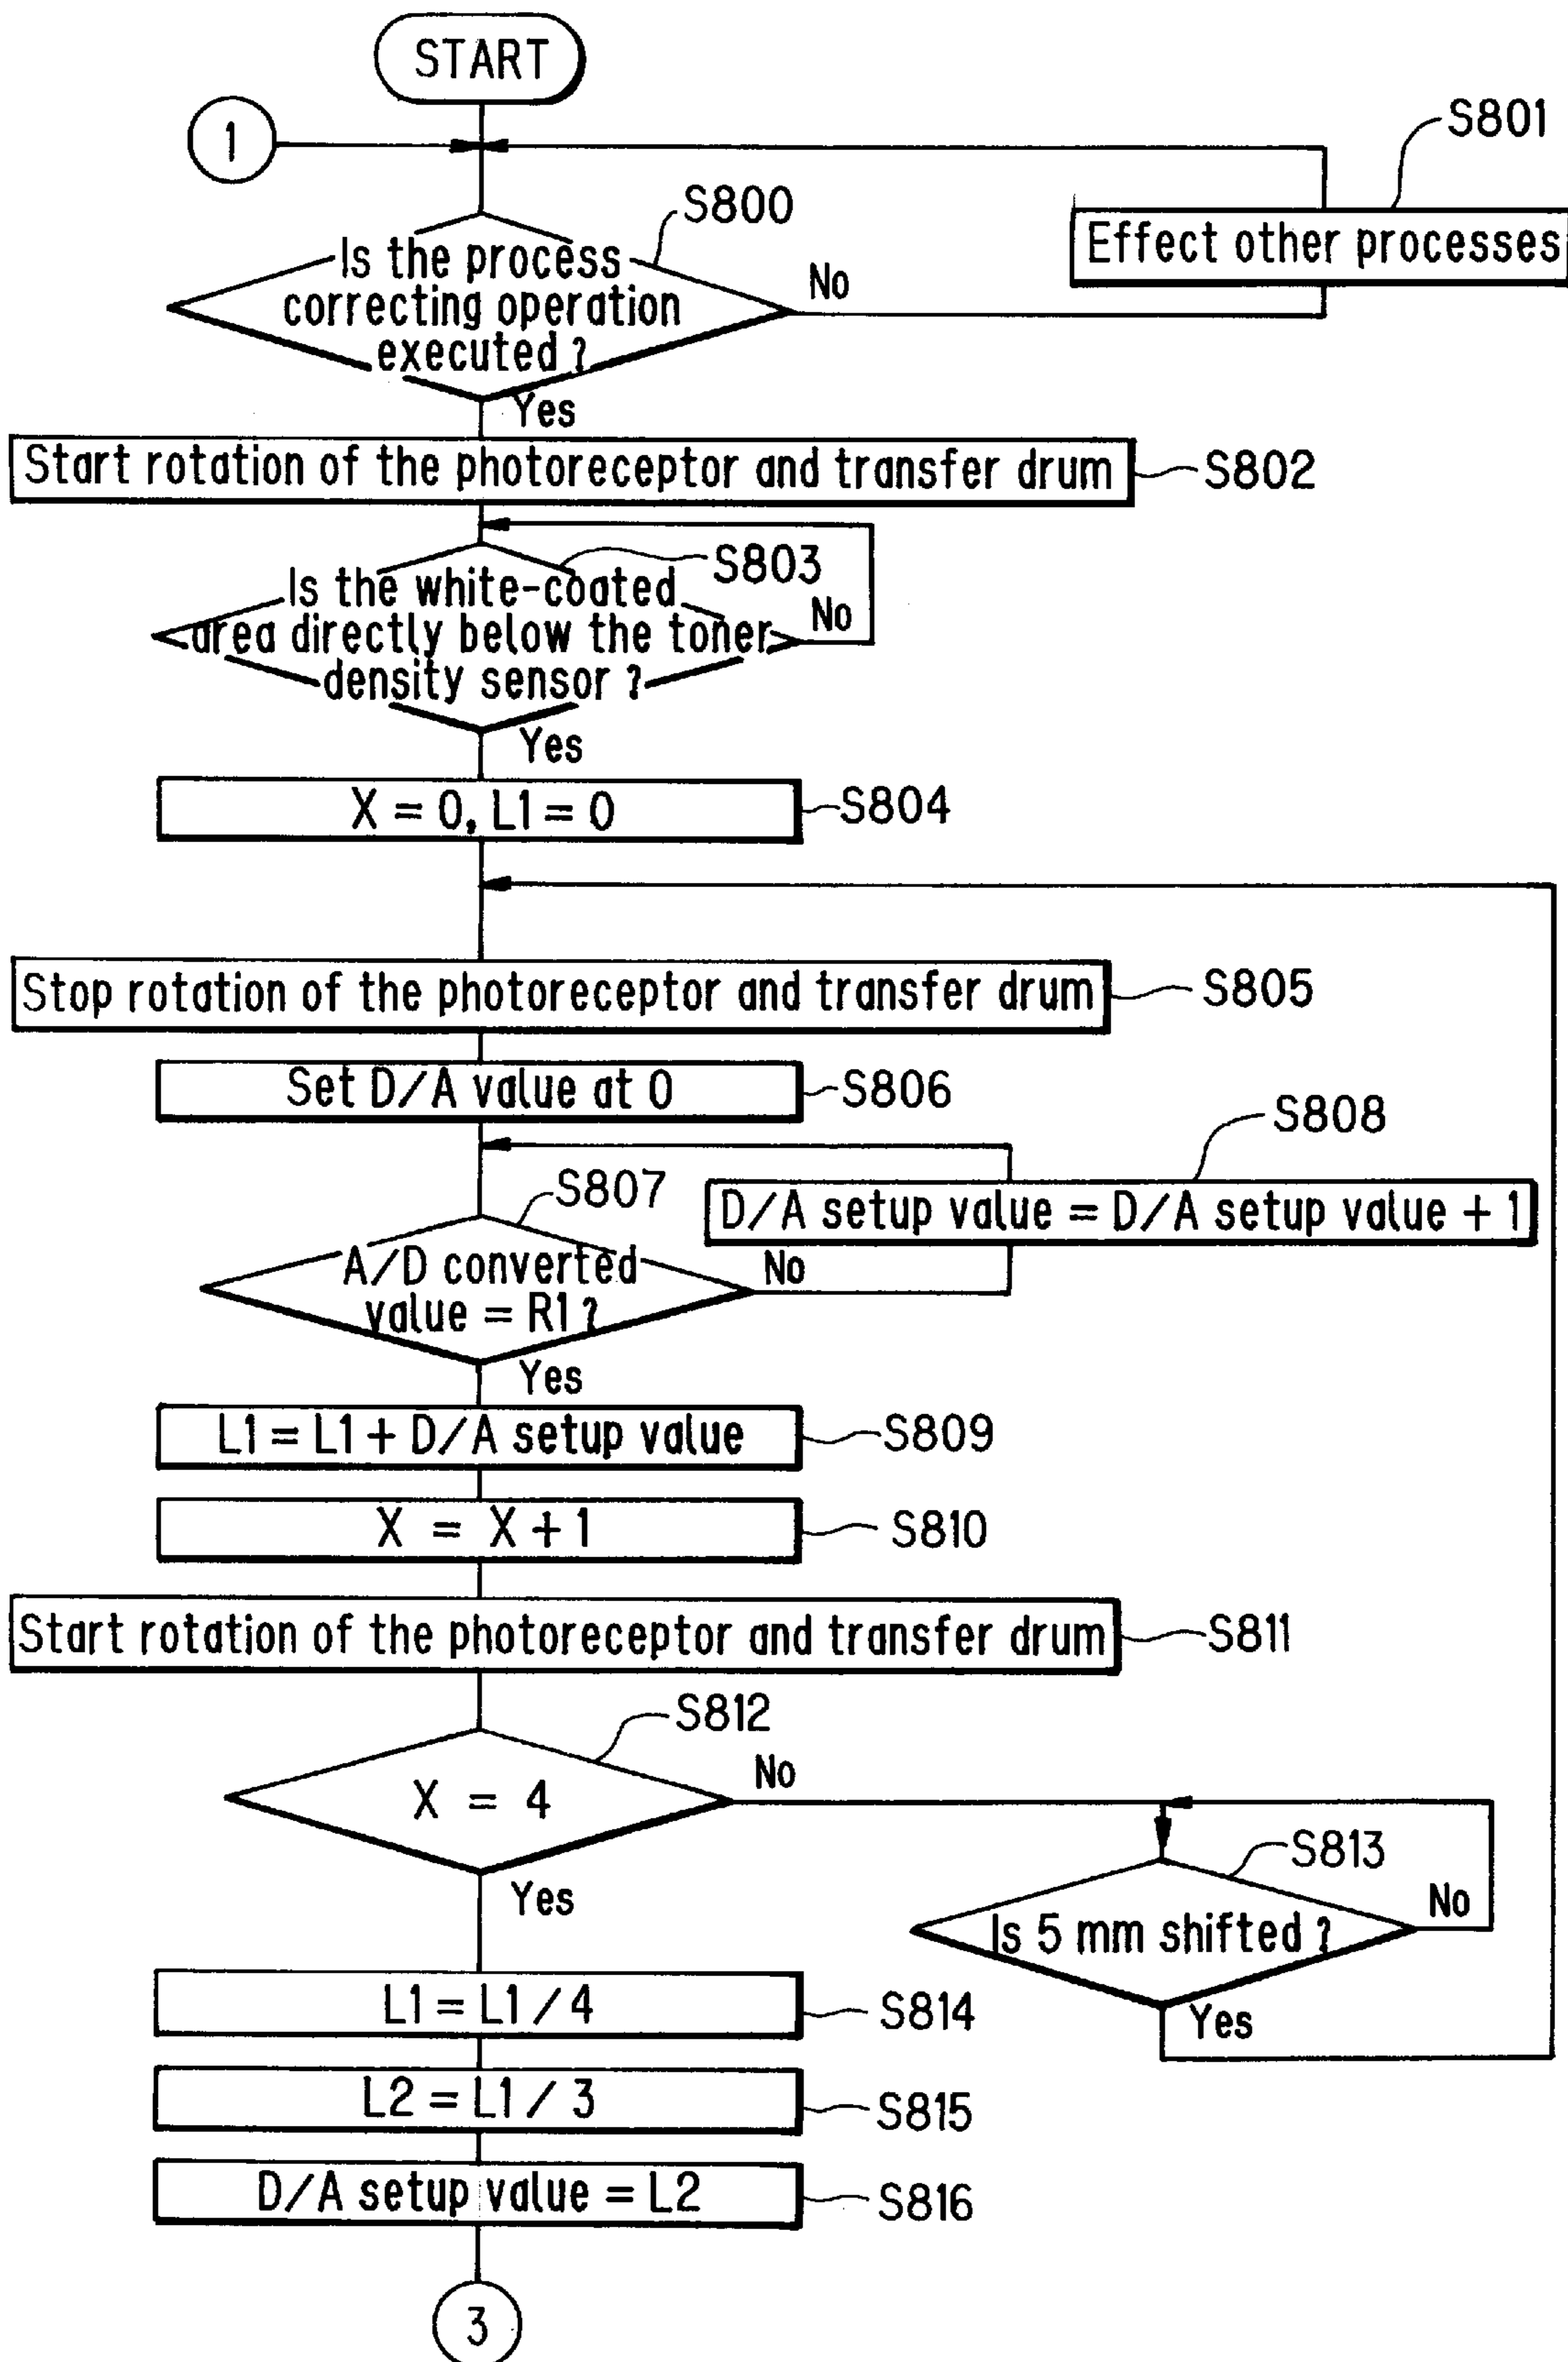 START
1
S801
S800
Effect other processes
Is the process
correcting operation
executed ?
No
Yes
Start rotation of the photoreceptor and transfer drum
S802
S803
Is the white-coated
area directly below the toner
density sensor ?
No
Yes
X = 0, L1 = 0
S804
Stop rotation of the photoreceptor and transfer drum
S805
Set D/A value at 0
S806
S808
S807
D/A setup value = D/A setup value + 1
A/D converted
value = R1 ?
No
Yes
L1 = L1 + D/A setup value
S809
X = X + 1
S810
Start rotation of the photoreceptor and transfer drum
S811
S812
X = 4
No
S813
Yes
Is 5 mm shifted ?
No
L1 = L1 / 4
S814
Yes
L2 = L1 / 3
S815
D/A setup value = L2
S816
3